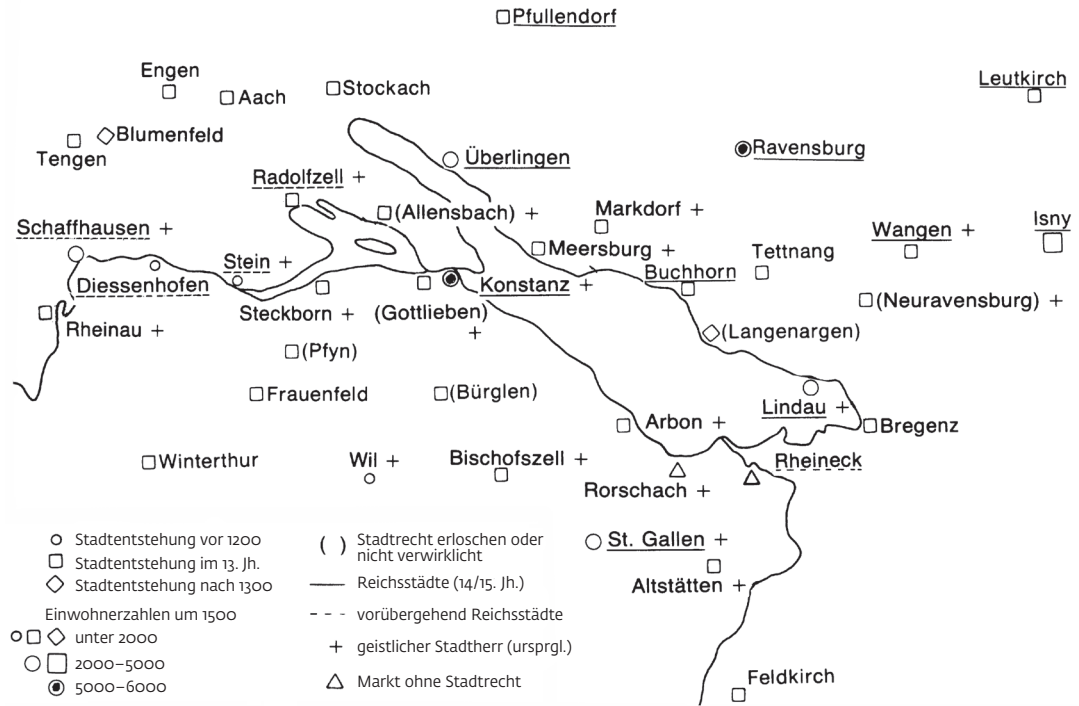 Pfullendorf
Engen
Leutkirch
Stockach
Aach
Blumenfeld
Tengen
Ravensburg
Überlingen
Radolfzell +
(Allensbach) +
Markdorf +
Isny
Schaffhausen +
Wangen +
Meersburg +
Tettnang
Stein +
Buchhorn
Diessenhofen
Konstanz +
(Neuravensburg) +
Steckborn +
(Gottlieben)
+
Rheinau +
(Langenargen)
(Pfyn)
Frauenfeld
(Bürglen)
Lindau +
Arbon +
Bregenz
Winterthur
Wil +
Bischofszell +
Rheineck
Rorschach +
St. Gallen +
Altstätten +
Feldkirch
Stadtentstehung vor 1200
Stadtentstehung im 13. Jh.
Stadtentstehung nach 1300
Einwohnerzahlen um 1500
unter 2000
2000–5000
5000–6000
( ) Stadtrecht erloschen oder
nicht verwirklicht
Reichsstädte (14/15. Jh.)
vorübergehend Reichsstädte
+ geistlicher Stadtherr (ursprgl.)
Markt ohne Stadtrecht